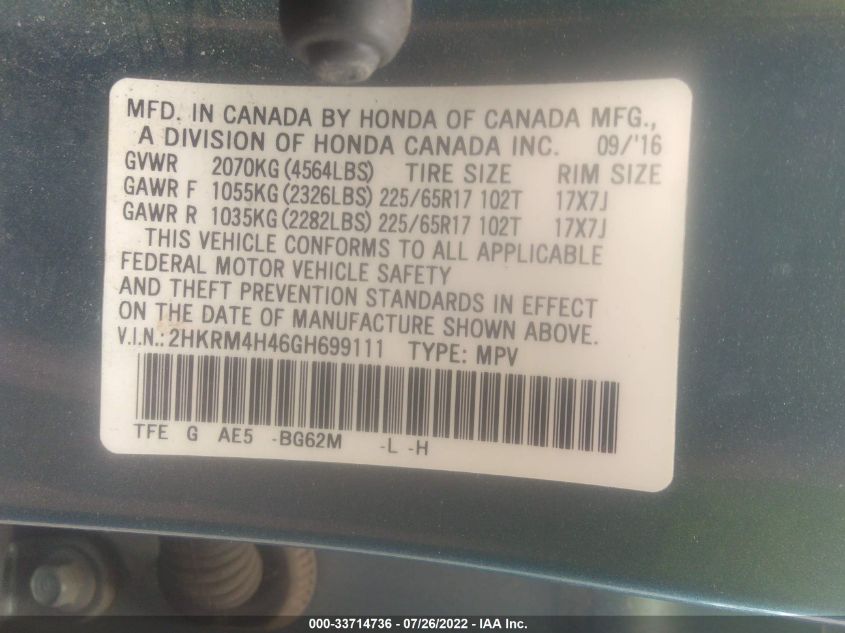 MFD. IN CANADA BY HONDA OF CANADA MFG.,
A DIVISION OF HONDA CANADA INC. 09/'16
GVWR 2070KG (4564LBS) TIRE SIZE RIM SIZE
GAWR F 1055KG (2326LBS) 225/65R17 102T 17X7J
GAWR R 1035KG (2282LBS) 225/65R17 102T 17X7J
THIS VEHICLE CONFORMS TO ALL APPLICABLE
FEDERAL MOTOR VEHICLE SAFETY
AND THEFT PREVENTION STANDARDS IN EFFECT
ON THE DATE OF MANUFACTURE SHOWN ABOVE.
V.I.N.: 2HKRM4H46GH699111 TYPE: MPV
TFE G AE5 -BG62M -L -H
000-33714736 - 07/26/2022 - IAA Inc.